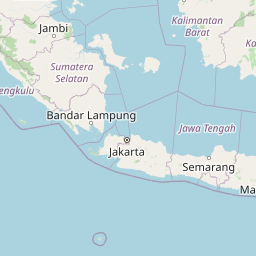 Kalimantan
Barat
Jambi
Sumatera
Selatan
engkulu
Bandar Lampung
Jawa Tengah
Jakarta
Semarang
Ma